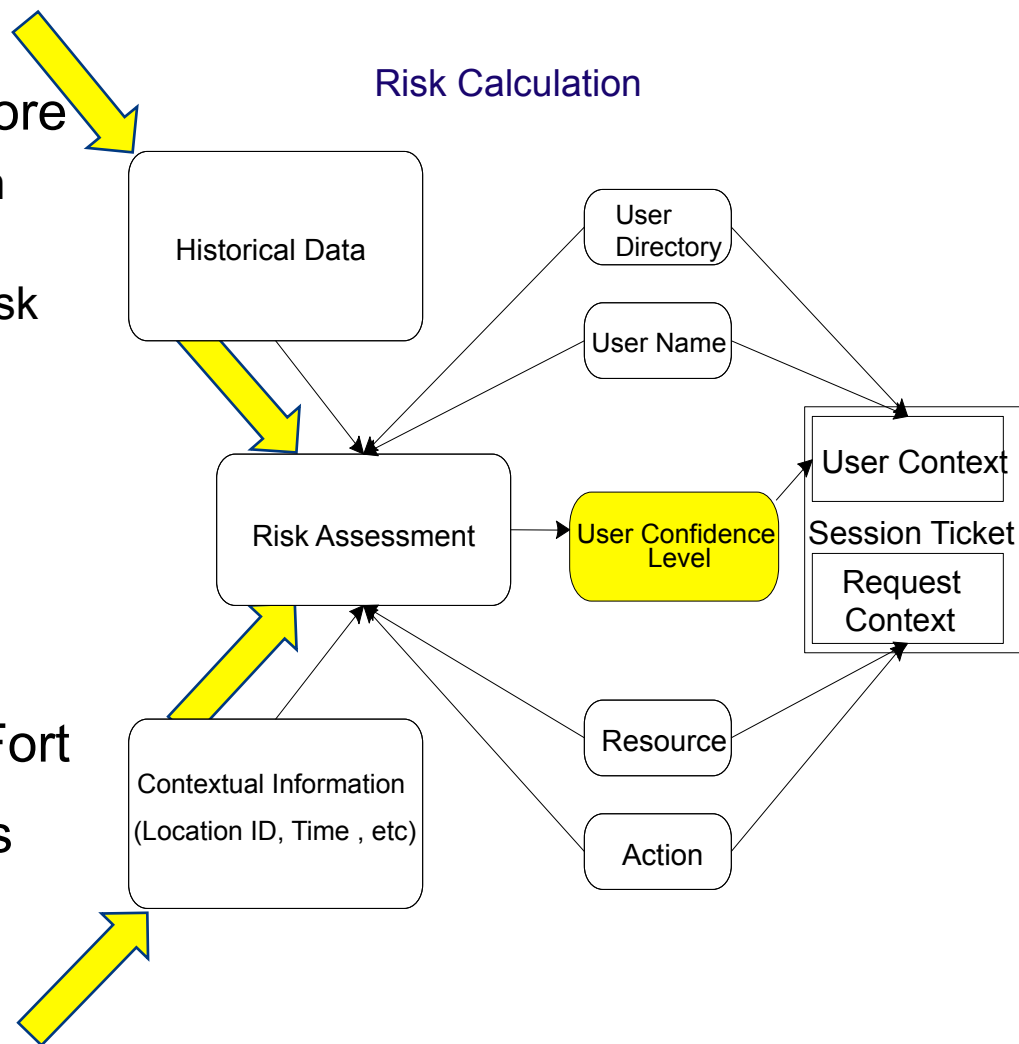 Risk Calculation
Historical Data
User
Directory
User Name
Risk Assessment
User Confidence
Level
User Context
Session Ticket
Request
Context
Contextual Information
(Location ID, Time , etc)
Resource
Action
Fort